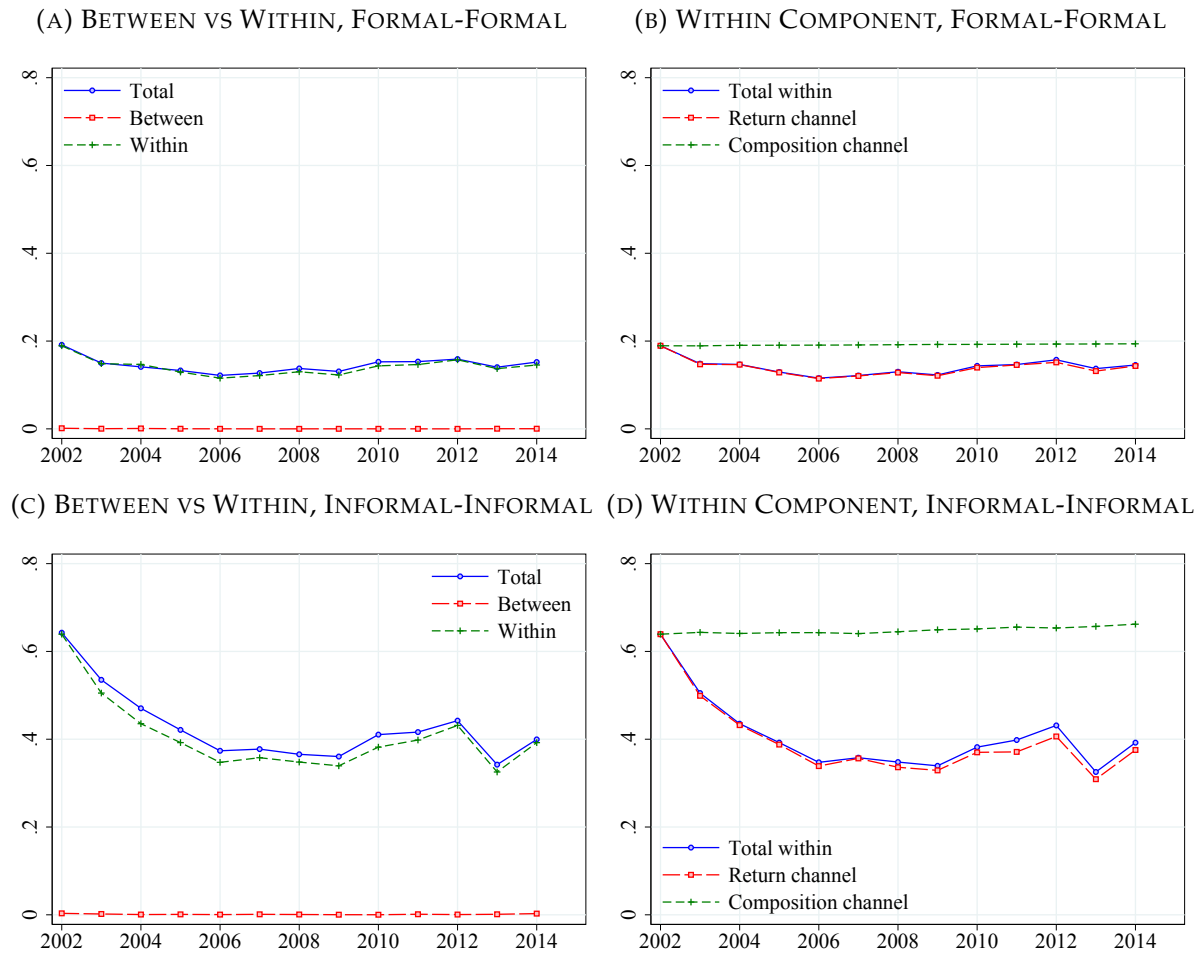 (A) BETWEEN VS WITHIN, FORMAL-FORMAL
.8
.6
.4
.2
0
Total
Between
Within
2002 2004 2006 2008 2010 2012 2014
(B) WITHIN COMPONENT, FORMAL-FORMAL
.8
.6
.4
.2
0
Total within
Return channel
Composition channel
2002 2004 2006 2008 2010 2012 2014
(C) BETWEEN VS WITHIN, INFORMAL-INFORMAL
.8
.6
.4
.2
0
Total
Between
Within
2002 2004 2006 2008 2010 2012 2014
(D) WITHIN COMPONENT, INFORMAL-INFORMAL
.8
.6
.4
.2
0
Total within
Return channel
Composition channel
2002 2004 2006 2008 2010 2012 2014